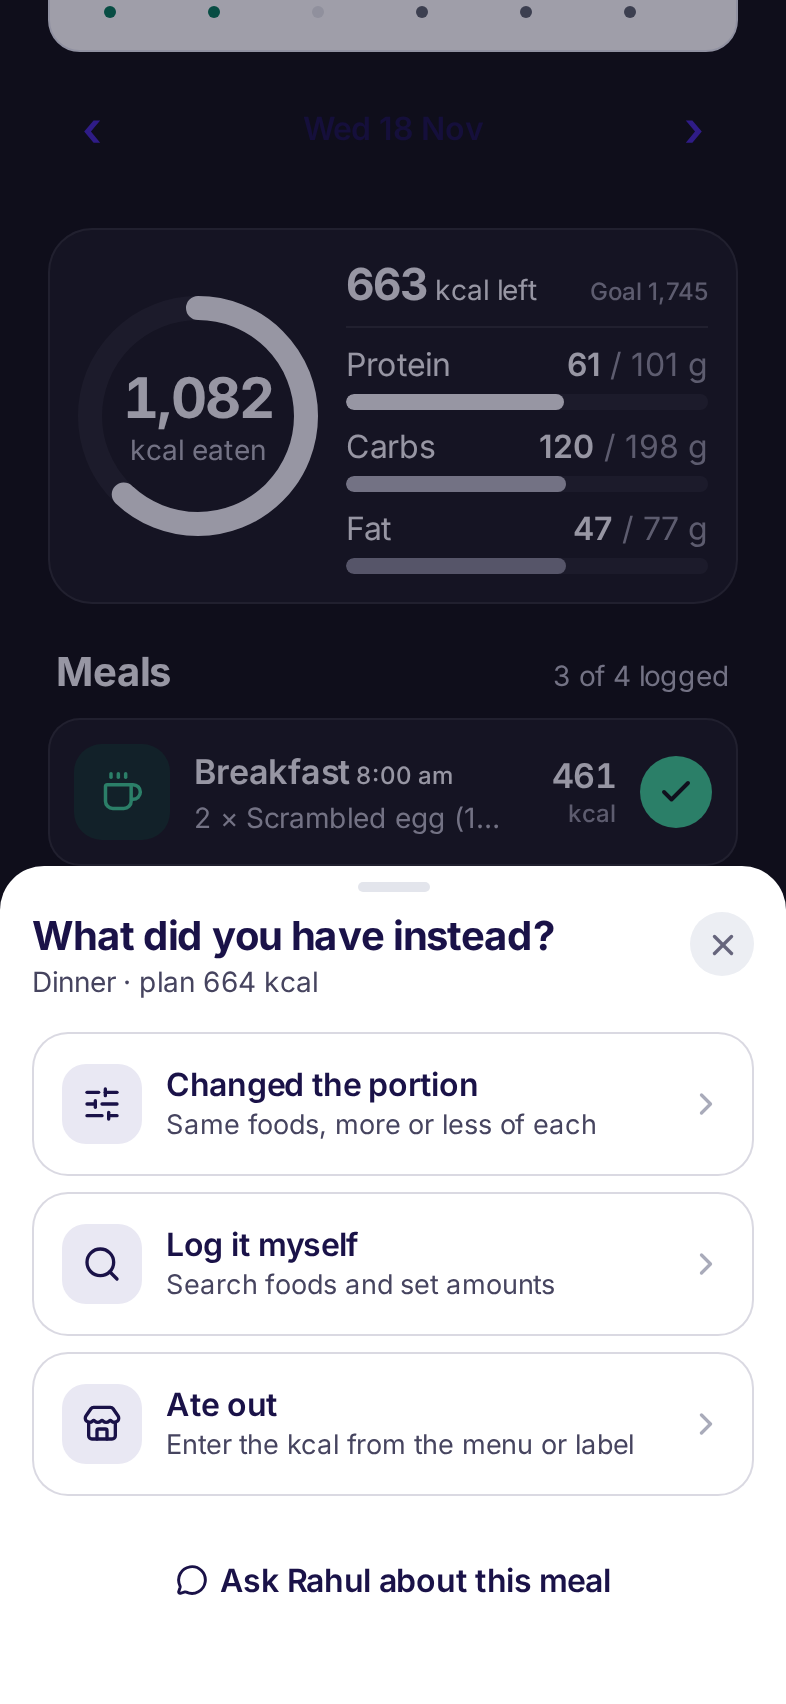 Wed 18 Nov
663 kcal left Goal 1,745
1,082
kcal eaten
Protein 61 / 101 g
Carbs 120 / 198 g
Fat 47 / 77 g
Meals 3 of 4 logged
Breakfast 8:00 am 461
2 × Scrambled egg (1... kcal
What did you have instead?
Dinner · plan 664 kcal
Changed the portion
Same foods, more or less of each
Log it myself
Search foods and set amounts
Ate out
Enter the kcal from the menu or label
Ask Rahul about this meal